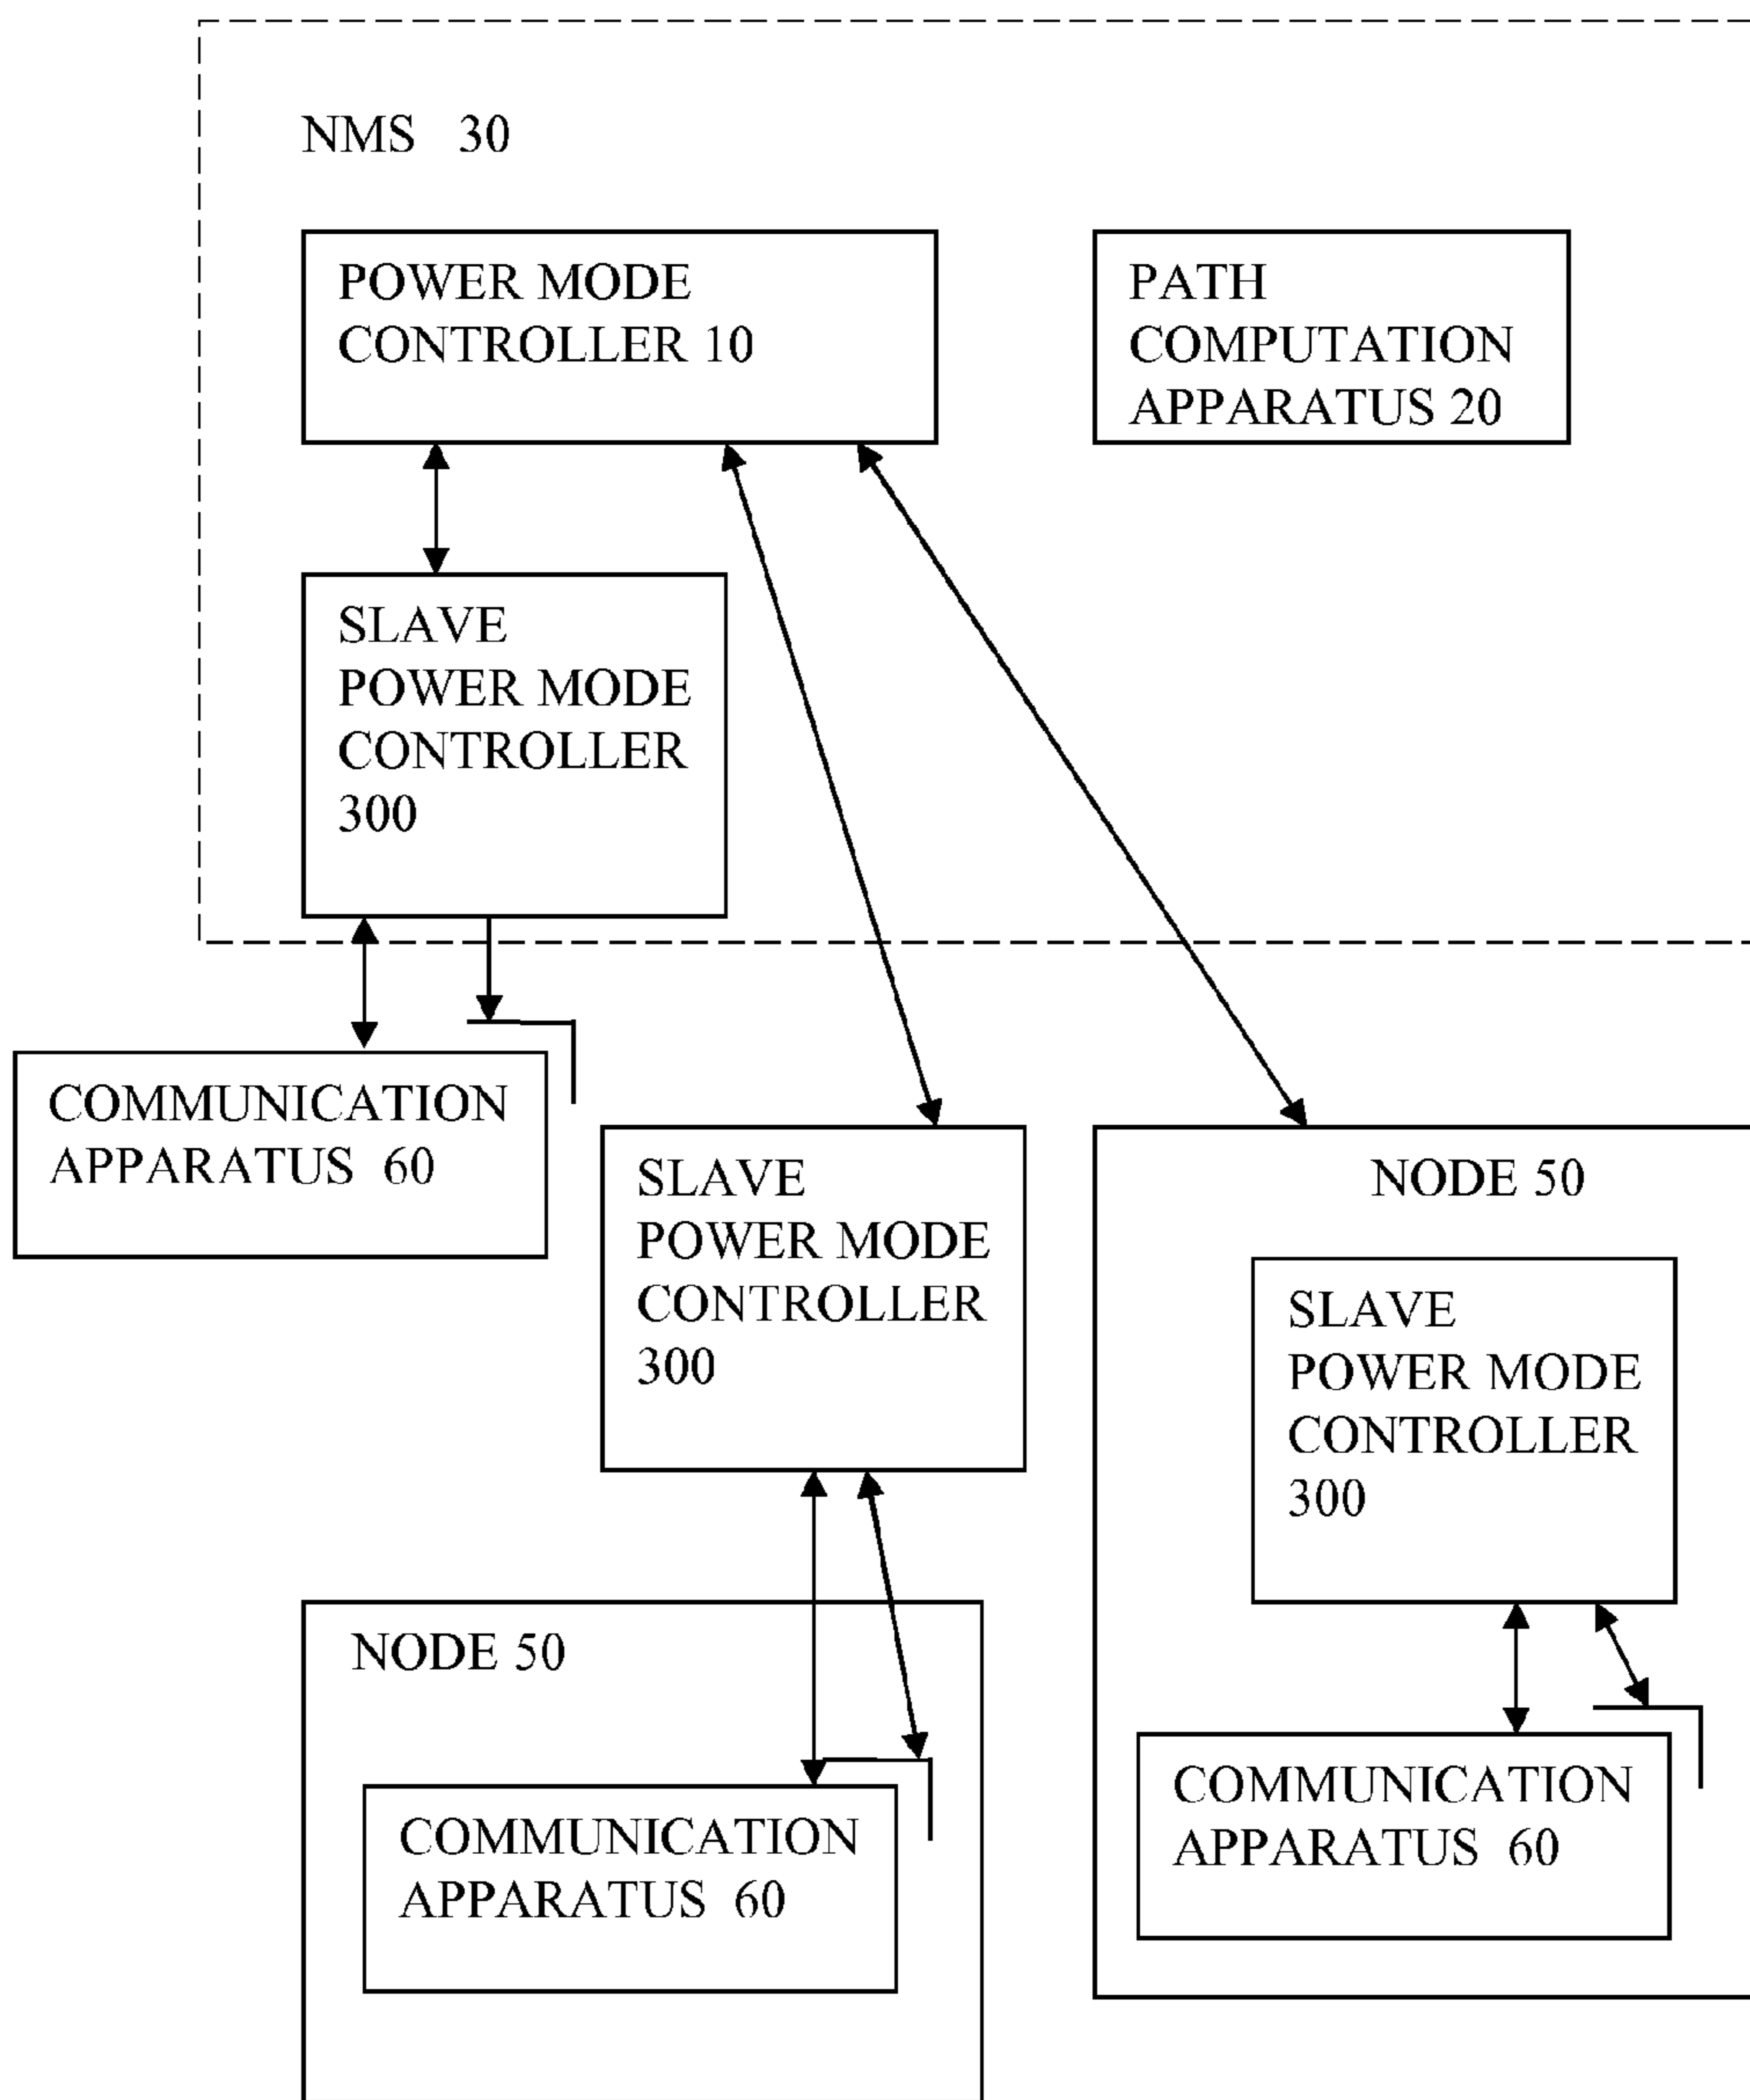 NMS 30
POWER MODE
CONTROLLER 10
PATH
COMPUTATION
APPARATUS 20
SLAVE
POWER MODE
CONTROLLER
300
COMMUNICATION
APPARATUS 60
SLAVE
POWER MODE
CONTROLLER
300
NODE 50
SLAVE
POWER MODE
CONTROLLER
300
COMMUNICATION
APPARATUS 60
NODE 50
COMMUNICATION
APPARATUS 60